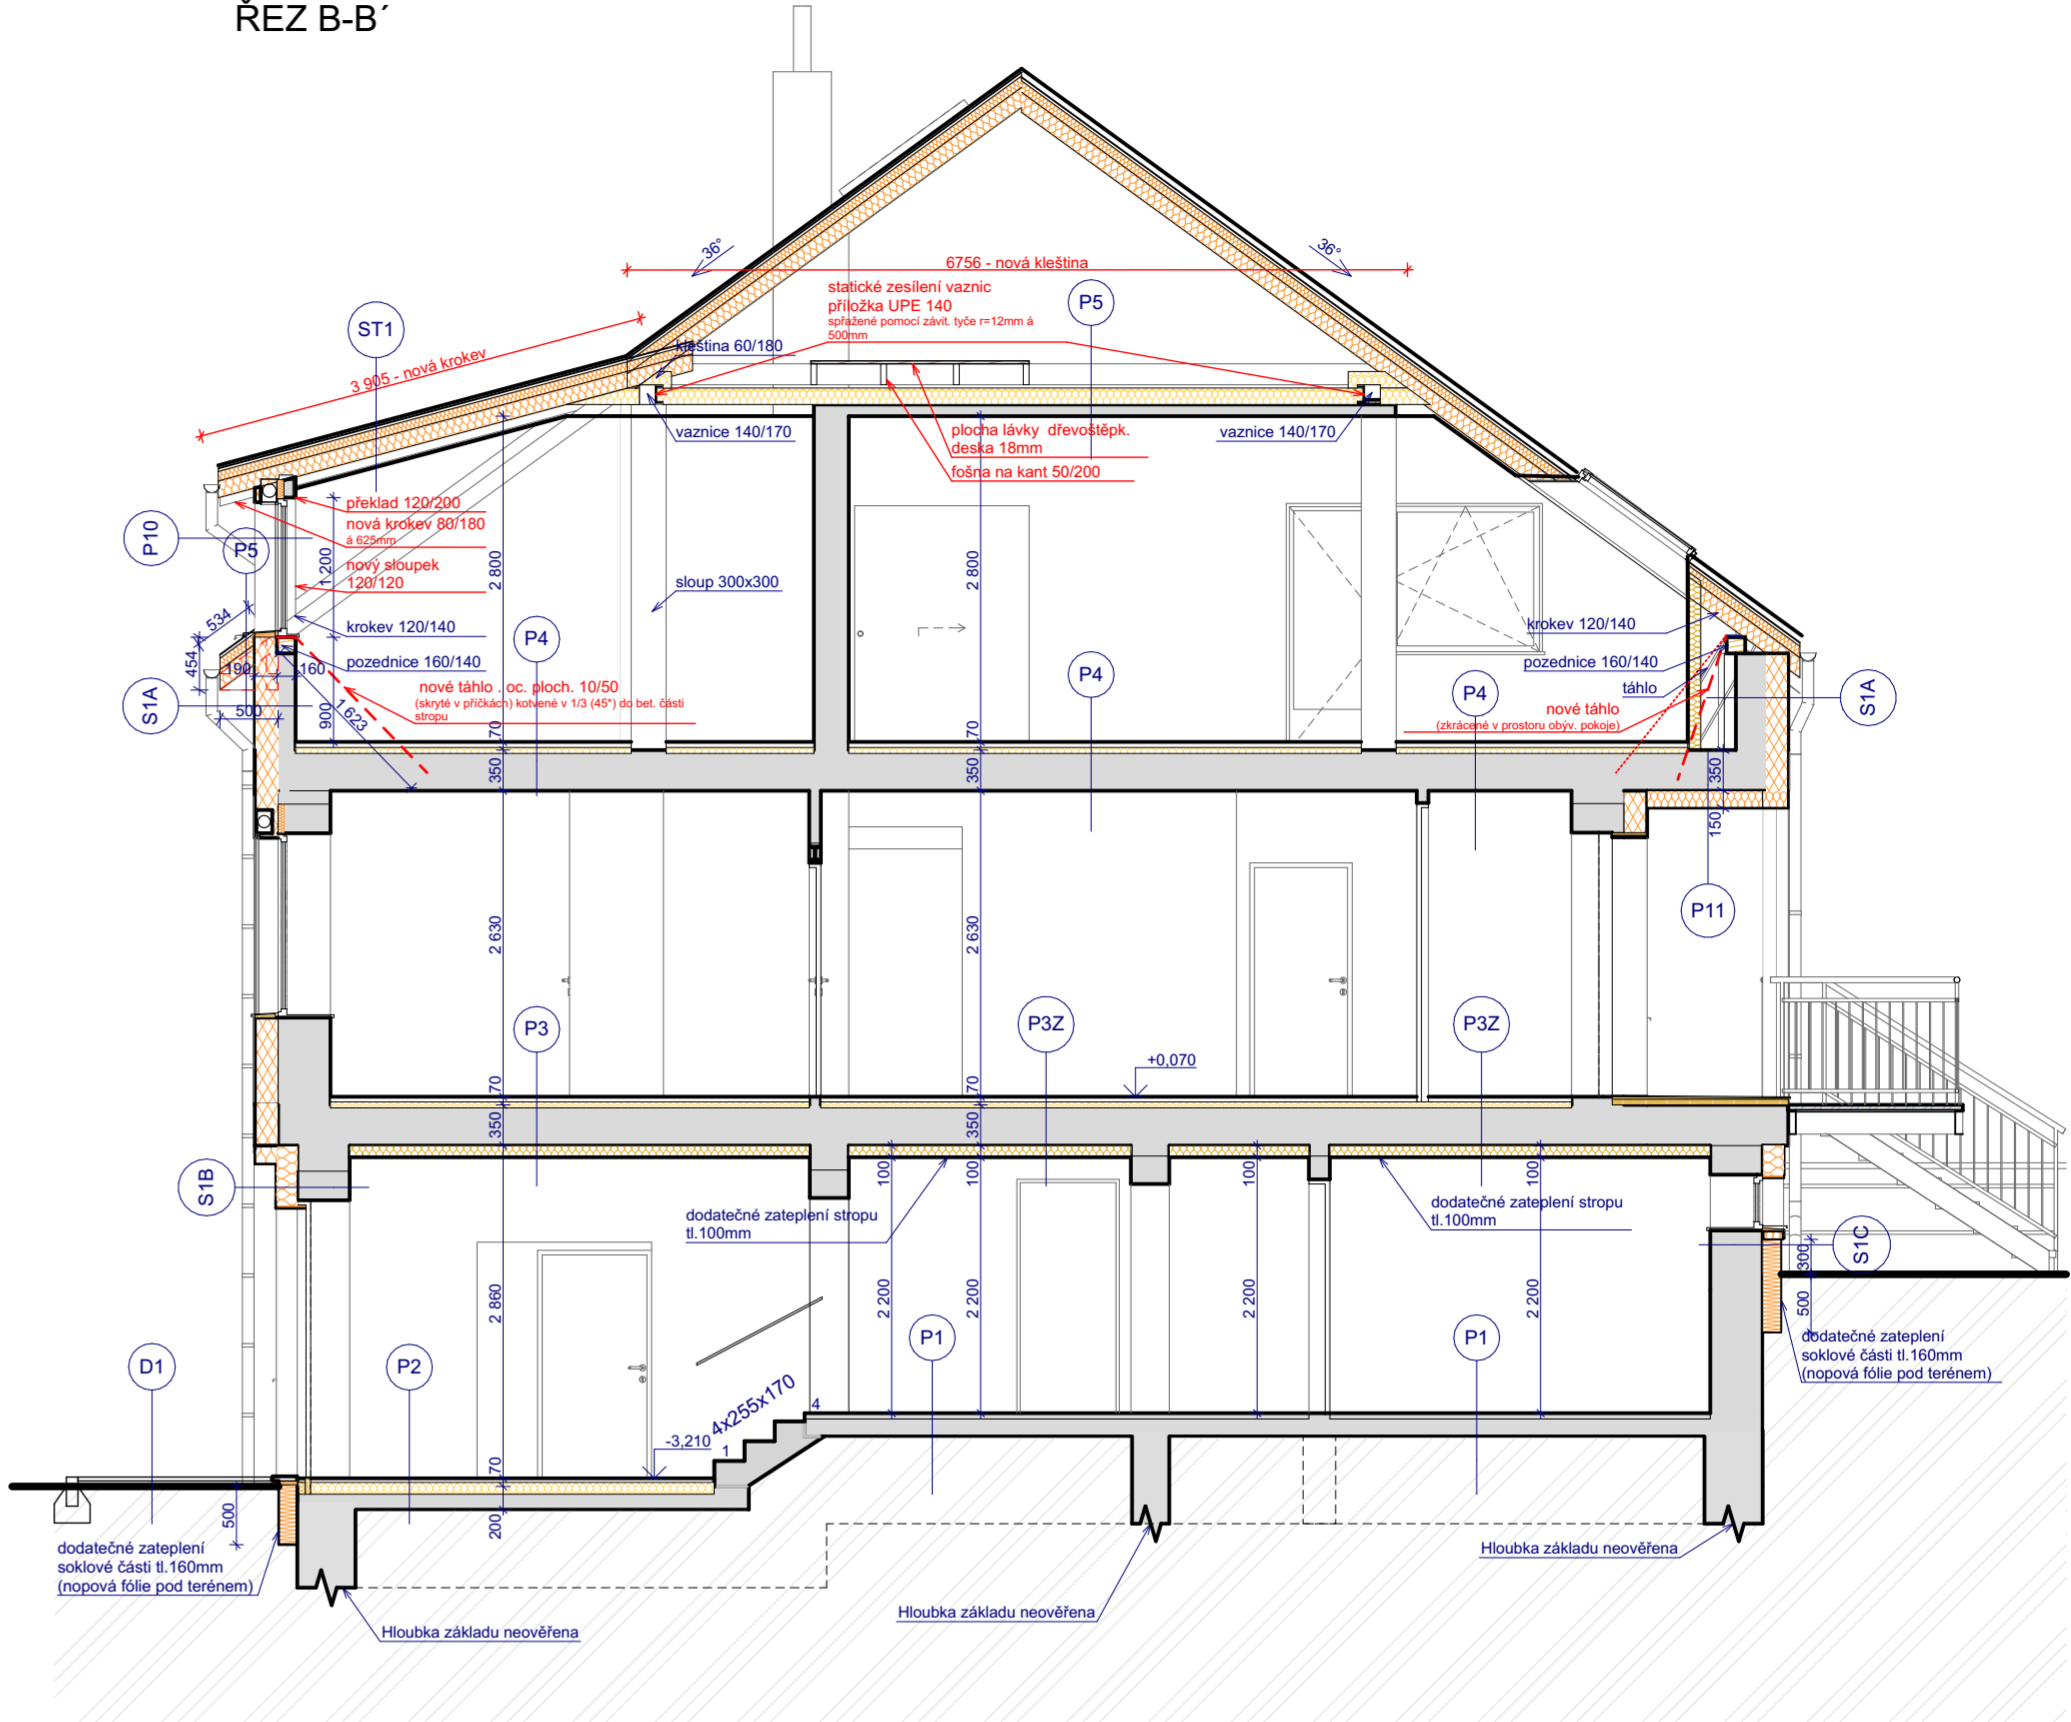 ŘEZ B-B´
36°
36°
6756 - nová kleština
statické zesílení vaznic
příložka UPE 140
spřažené pomocí závit. tyče r=12mm á
500mm
P5
ST1
3 905 - nová krokev
kleština 60/180
vaznice 140/170
plocha lávky dřevoštěpk.
deska 18mm
fošna na kant 50/200
vaznice 140/170
překlad 120/200
nová krokev 80/180
á 625mm
P10
P5
nový sloupek
120/120
1 200
2 800
2 800
sloup 300x300
534
454
krokev 120/140
P4
pozednice 160/140
190
160
krokev 120/140
pozednice 160/140
P4
P4
táhlo
nové táhlo
(zkrácené v prostoru obýv. pokoje)
S1A
S1A
nové táhlo . oc. ploch. 10/50
(skryté v příčkách) kotvené v 1/3 (45°) do bet. části
stropu
500
900
1 623
70
70
350
350
350
150
P11
2 630
2 630
P3
P3Z
P3Z
+0,070
70
70
350
350
S1B
100
100
100
100
dodatečné zateplení stropu
tl.100mm
dodatečné zateplení stropu
tl.100mm
S1C
300
500
2 860
2 200
2 200
2 200
2 200
P1
P1
dodatečné zateplení
soklové části tl.160mm
(nopová fólie pod terénem)
D1
P2
4x255x170
4
1
-3,210
70
200
500
dodatečné zateplení
soklové části tl.160mm
(nopová fólie pod terénem)
Hloubka základu neověřena
Hloubka základu neověřena
Hloubka základu neověřena